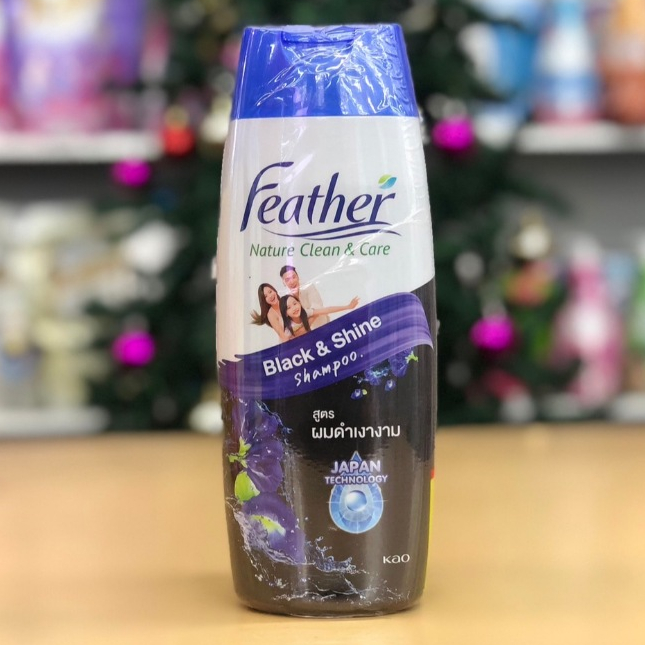 Feather
Nature Clean & Care
Black & Shine
Shampoo.
สูตร
ผมดำเงางาม
JAPAN
TECHNOLOGY
Kao